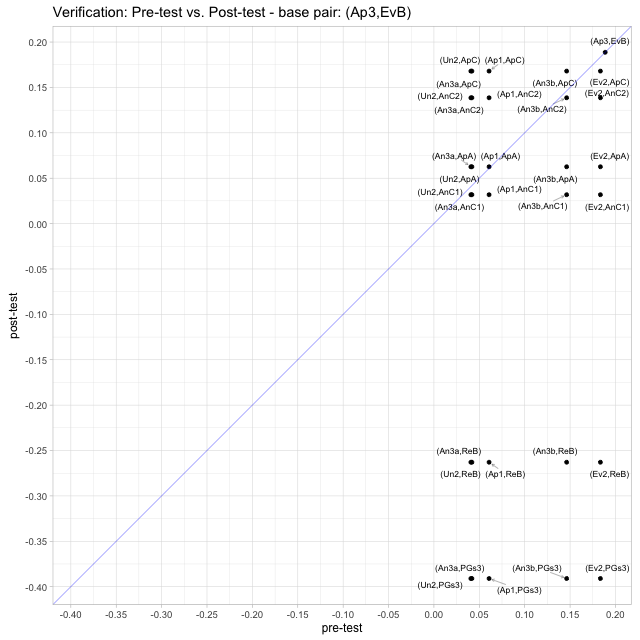 Verification: Pre-test vs. Post-test - base pair: (Ap3,EvB)
0.20
(Ap3,EvB)
(Un2,ApC) (Ap1,ApC)
0.15
(An3a,ApC) (An3b,ApC) (Ev2,ApC)
(Un2,AnC2) (Ap1,AnC2) (Ev2,AnC2)
(An3a,AnC2) (An3b,AnC2)
0.10
(An3a,ApA) (Ap1,ApA) (Ev2,ApA)
0.05
(Un2,ApA) (An3b,ApA)
(Un2,AnC1) (Ap1,AnC1)
(An3a,AnC1) (An3b,AnC1) (Ev2,AnC1)
0.00
-0.05
-0.10
post-test
-0.15
-0.20
-0.25
(An3a,ReB) (An3b,ReB)
(Un2,ReB) (Ap1,ReB) (Ev2,ReB)
-0.30
-0.35
(An3a,PGs3) (An3b,PGs3) (Ev2,PGs3)
(Un2,PGs3) (Ap1,PGs3)
-0.40
-0.40 -0.35 -0.30 -0.25 -0.20 -0.15 -0.10 -0.05 0.00 0.05 0.10 0.15 0.20
pre-test